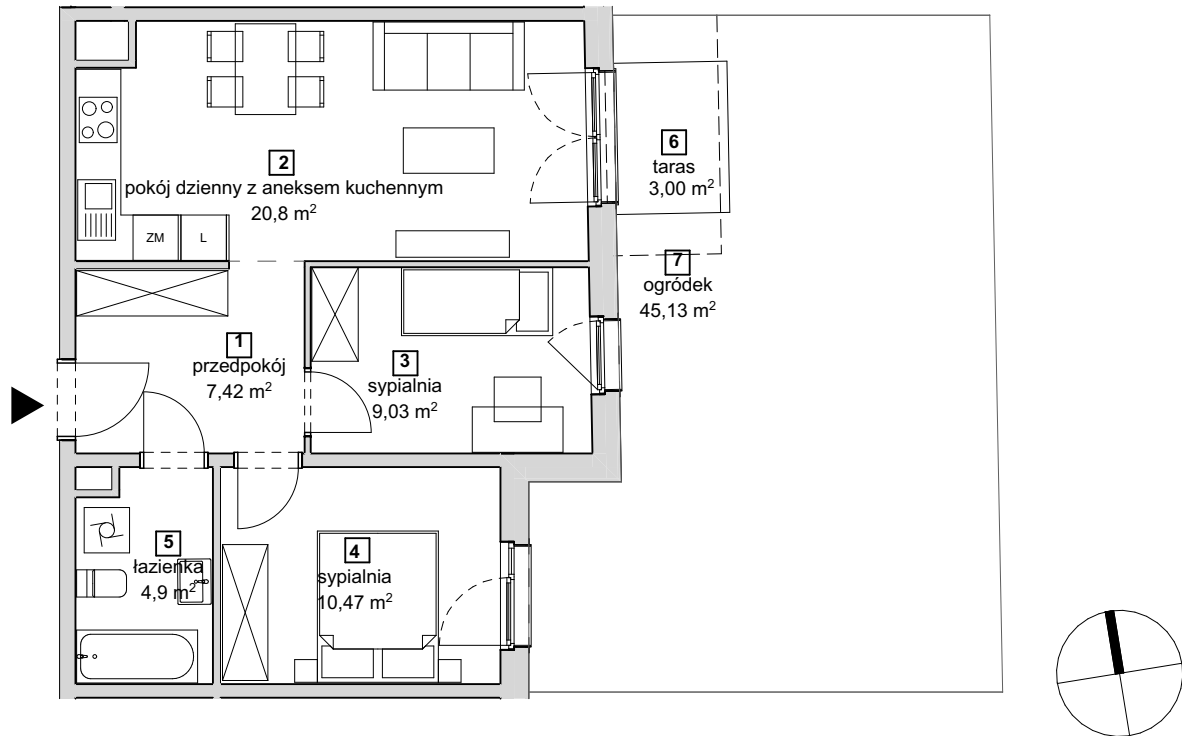 2
pokój dzienny z aneksem kuchennym
20,8 m²
ZM
L
6
taras
3,00 m²
7
ogródek
45,13 m²
1
przedpokój
7,42 m²
3
sypialnia
9,03 m²
5
łazienka
4,9 m²
4
sypialnia
10,47 m²